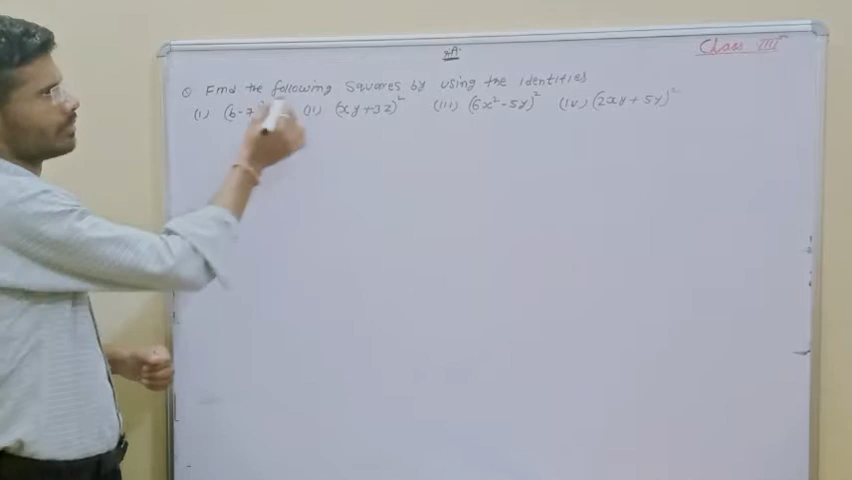 Class VIII
Q Find the following Squares by using the identities
(i) (b-7 (ii) (xy+3z)² (iii) (6x²-5y)² (iv) (2xy+5y)²